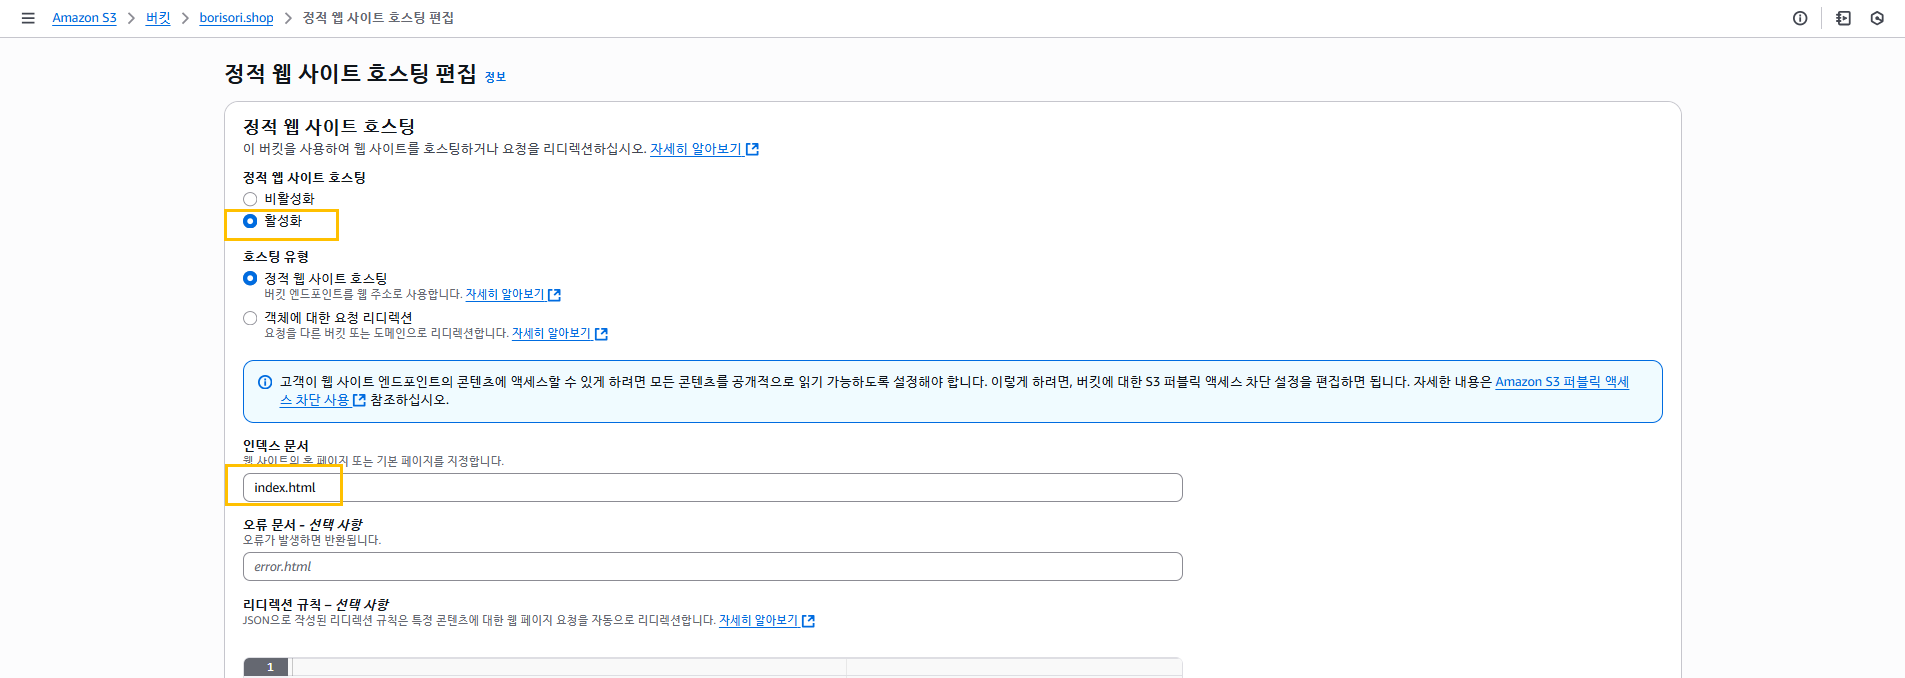 Amazon S3 > 버킷 > borisori.shop > 정적 웹 사이트 호스팅 편집
정적 웹 사이트 호스팅 편집 정보
정적 웹 사이트 호스팅
이 버킷을 사용하여 웹 사이트를 호스팅하거나 요청을 리디렉션하십시오. 자세히 알아보기
정적 웹 사이트 호스팅
비활성화
활성화
호스팅 유형
정적 웹 사이트 호스팅
버킷 엔드포인트를 웹 주소로 사용합니다. 자세히 알아보기
객체에 대한 요청 리디렉션
요청을 다른 버킷 또는 도메인으로 리디렉션합니다. 자세히 알아보기
고객이 웹 사이트 엔드포인트의 콘텐츠에 액세스할 수 있게 하려면 모든 콘텐츠를 공개적으로 읽기 가능하도록 설정해야 합니다. 이렇게 하려면, 버킷에 대한 S3 퍼블릭 액세스 차단 설정을 편집하면 됩니다. 자세한 내용은 Amazon S3 퍼블릭 액세
스 차단 사용 참조하십시오.
인덱스 문서
웹 사이트의 홈 페이지 또는 기본 페이지를 지정합니다.
index.html
오류 문서 - 선택 사항
오류가 발생하면 반환됩니다.
error.html
리디렉션 규칙 – 선택 사항
JSON으로 작성된 리디렉션 규칙은 특정 콘텐츠에 대한 웹 페이지 요청을 자동으로 리디렉션합니다. 자세히 알아보기
1